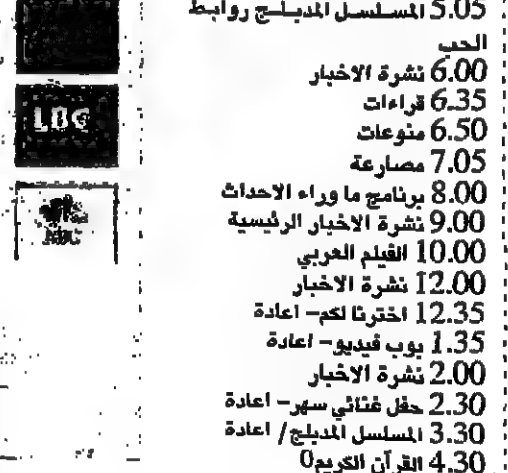 5.05 المسلسل المدبلج روابط
الحب
6.00 نشرة الاخبار
6.35 قراءات
6.50 منوعات
7.05 مصارعة
8.00 برنامج ما وراء الاحداث
9.00 نشرة الاخبار الرئيسية
10.00 الفيلم العربي
12.00 نشرة الاخبار
12.35 اخترنا لكم – اعادة
1.35 بوب فيديو – اعادة
2.00 نشرة الاخبار
2.30 حفل غنائي سهر – اعادة
3.30 المسلسل المدبلج / اعادة
4.30 القرآن الكريم0
LBC